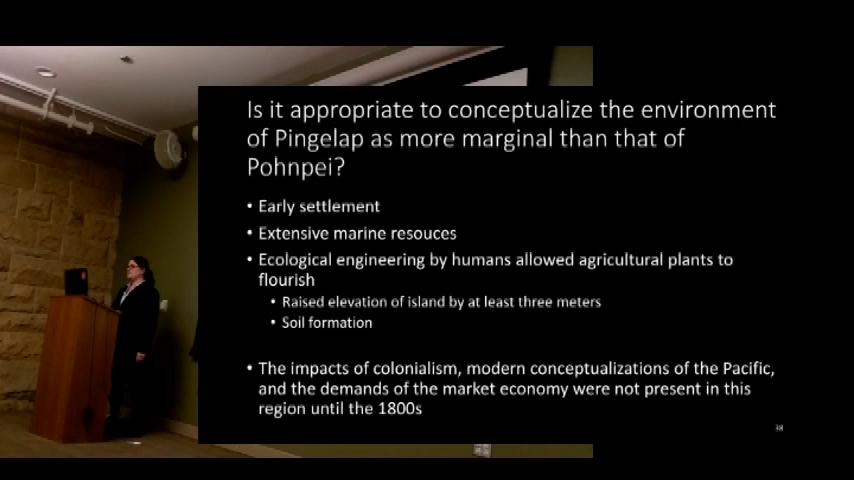 Is it appropriate to conceptualize the environment
of Pingelap as more marginal than that of
Pohnpei?
• Early settlement
• Extensive marine resouces
• Ecological engineering by humans allowed agricultural plants to
flourish
• Raised elevation of island by at least three meters
• Soil formation
• The impacts of colonialism, modern conceptualizations of the Pacific,
and the demands of the market economy were not present in this
region until the 1800s
38